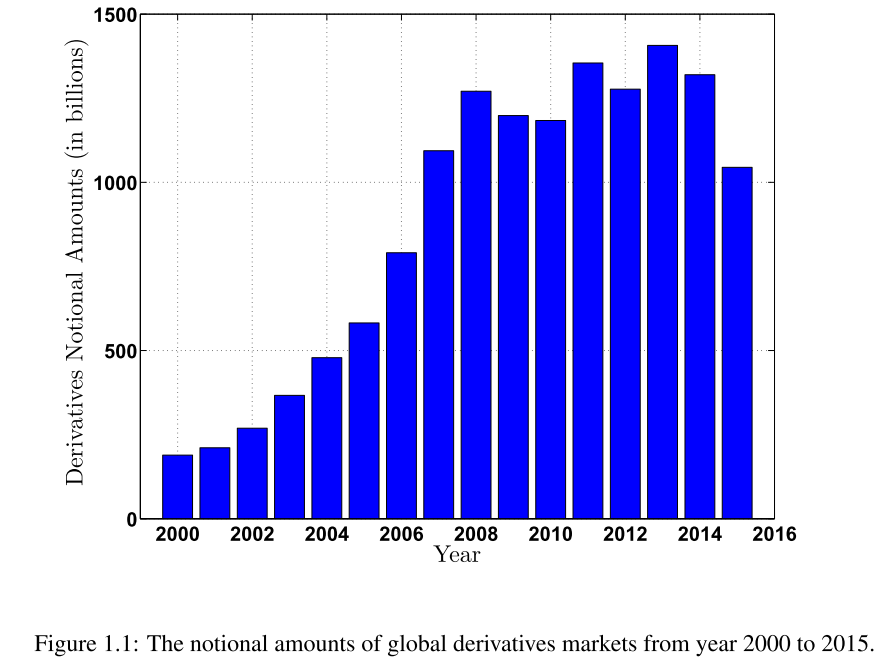 1500
1000
500
0
Derivatives Notional Amounts (in billions)
2000 2002 2004 2006 2008 2010 2012 2014 2016
Year
Figure 1.1: The notional amounts of global derivatives markets from year 2000 to 2015.